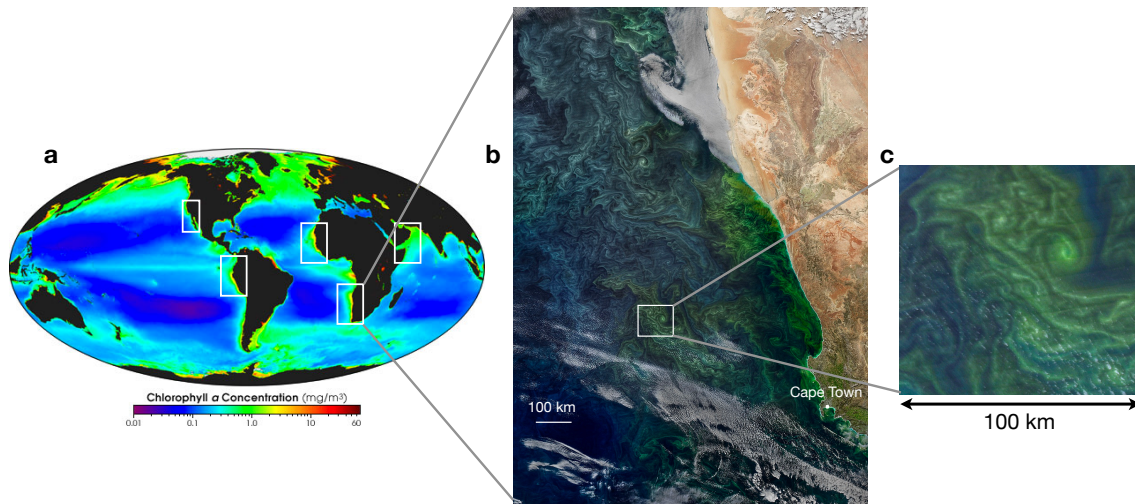 a
b
c
Chlorophyll a Concentration (mg/m³)
0.01 0.1 1.0 10 60
100 km
Cape Town
100 km